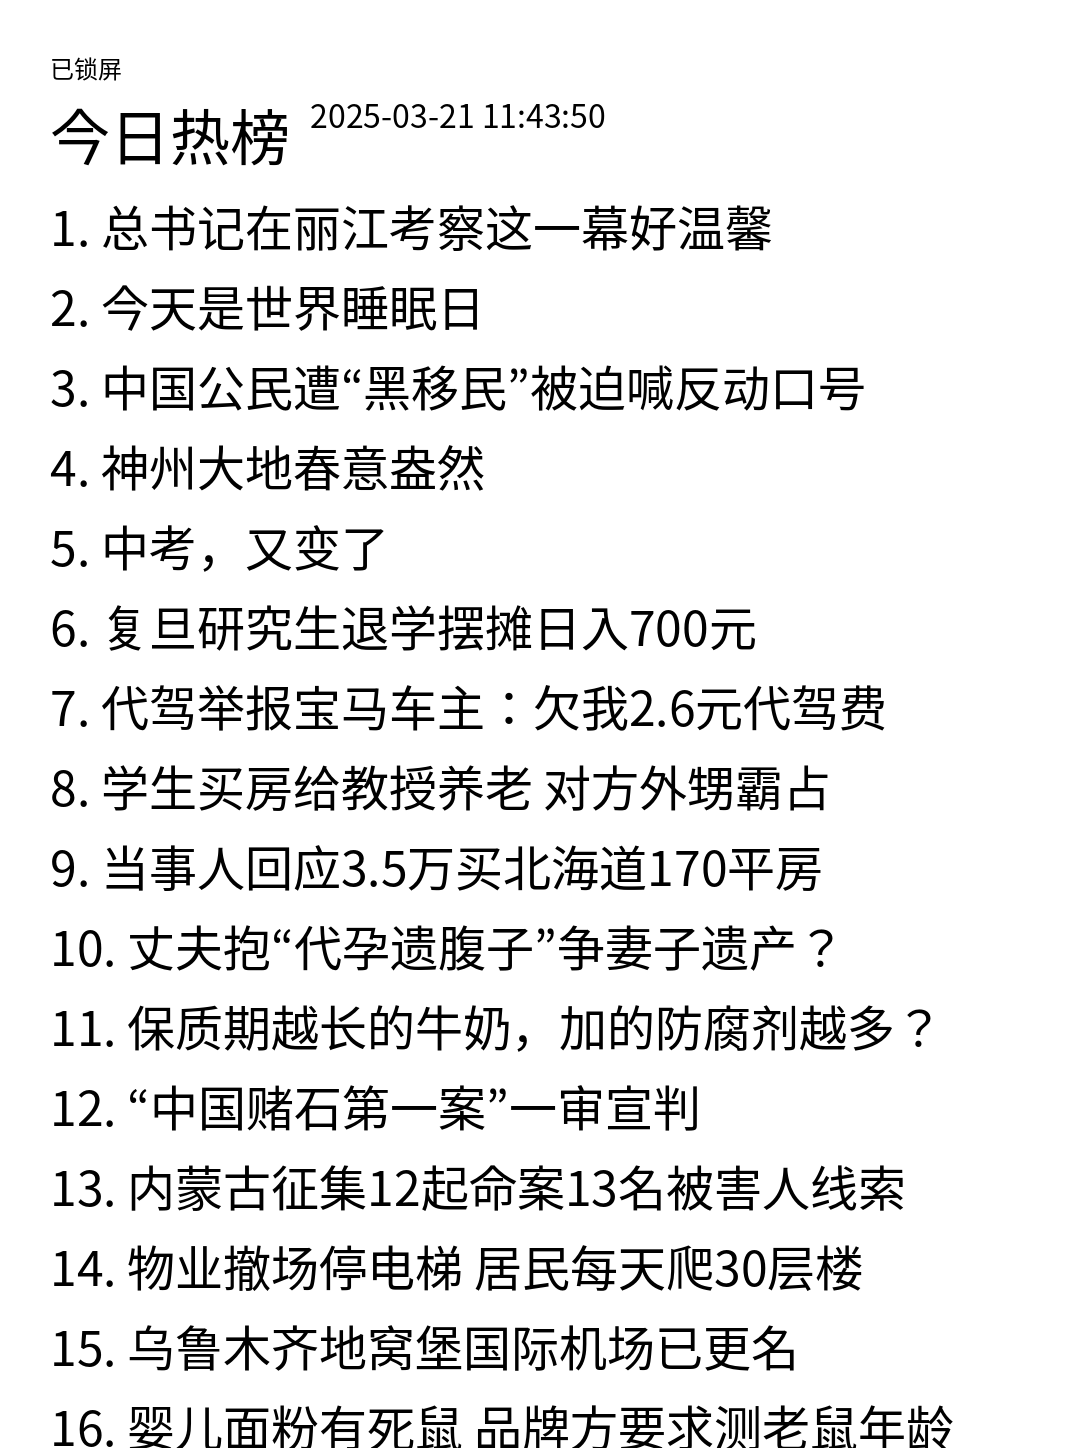 已锁屏
今日热榜 2025-03-21 11:43:50
1. 总书记在丽江考察这一幕好温馨
2. 今天是世界睡眠日
3. 中国公民遭“黑移民”被迫喊反动口号
4. 神州大地春意盎然
5. 中考，又变了
6. 复旦研究生退学摆摊日入700元
7. 代驾举报宝马车主：欠我2.6元代驾费
8. 学生买房给教授养老 对方外甥霸占
9. 当事人回应3.5万买北海道170平房
10. 丈夫抱“代孕遗腹子”争妻子遗产？
11. 保质期越长的牛奶，加的防腐剂越多？
12. “中国赌石第一案”一审宣判
13. 内蒙古征集12起命案13名被害人线索
14. 物业撤场停电梯 居民每天爬30层楼
15. 乌鲁木齐地窝堡国际机场已更名
16. 婴儿面粉有死鼠 品牌方要求测老鼠年龄